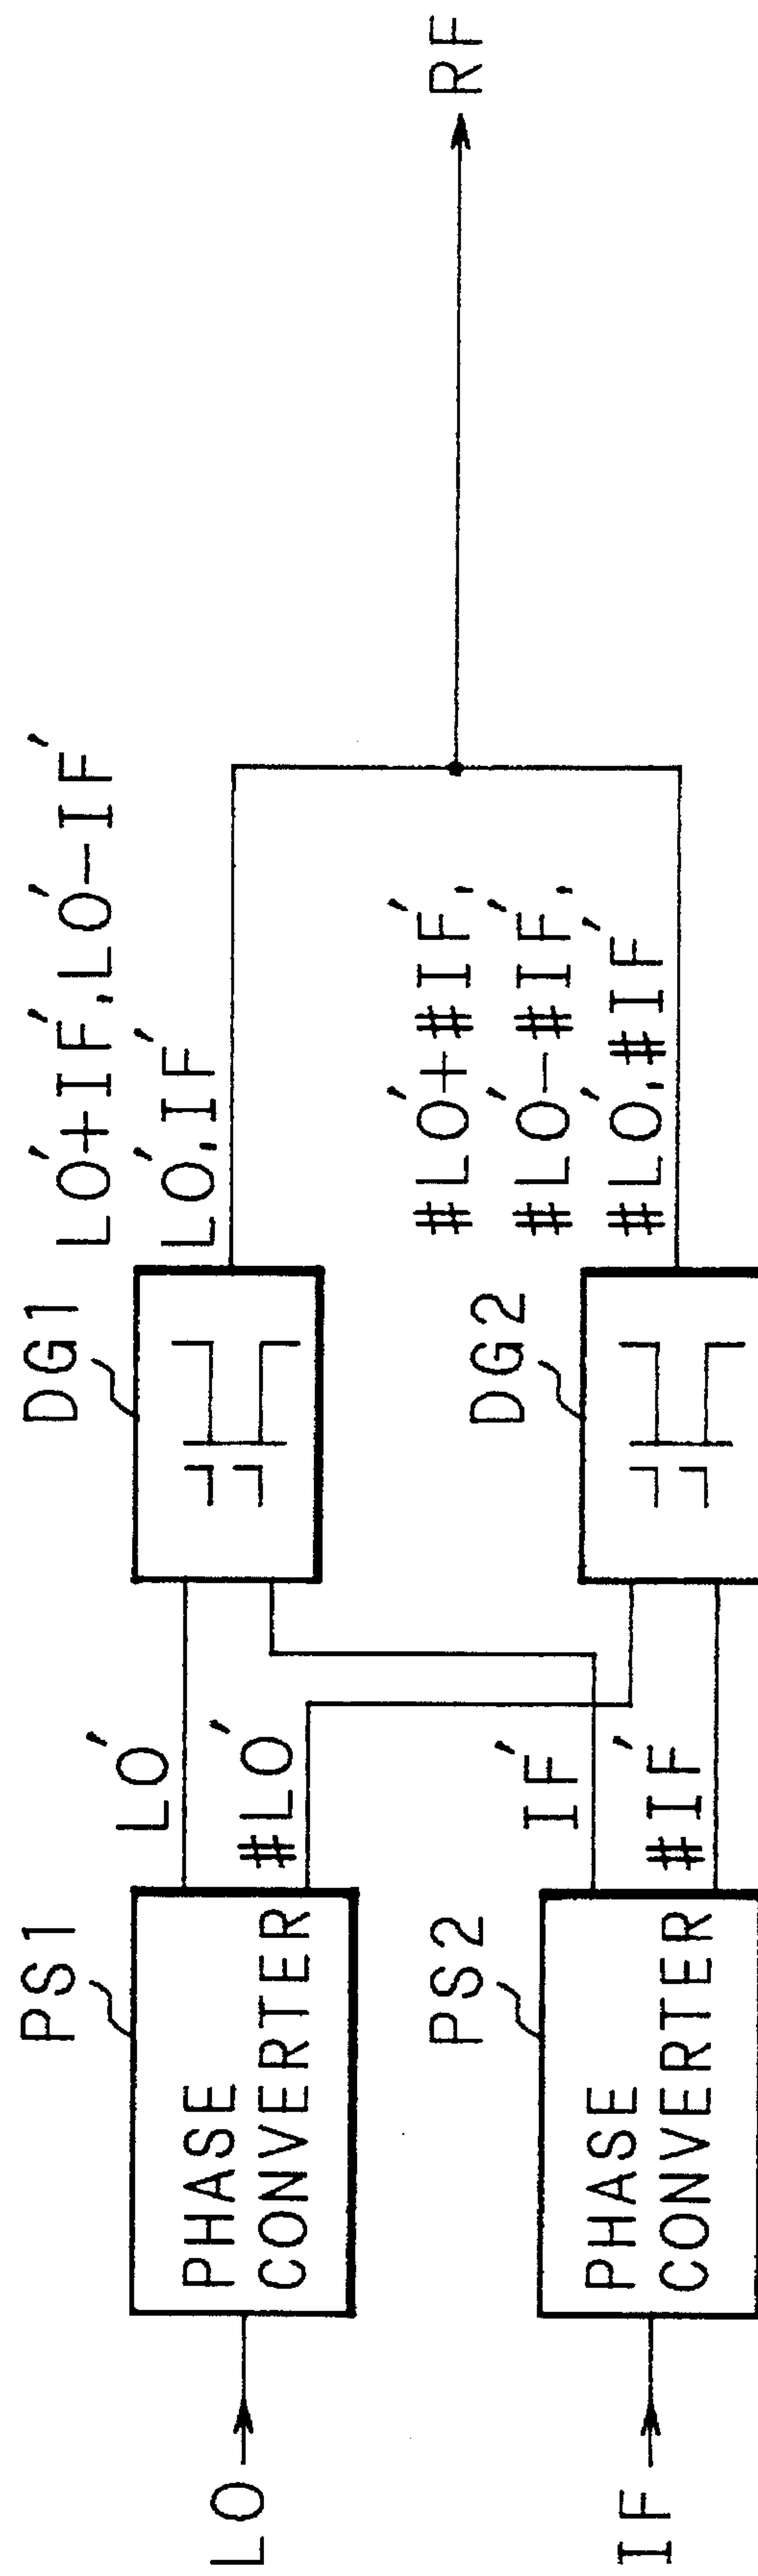 LO
PS1
PHASE
CONVERTER
LO'
#LO'
DG1
LO'+IF',LO'-IF'
LO',IF'
RF
IF
PS2
PHASE
CONVERTER
IF'
#IF'
DG2
#LO'+#IF',
#LO'-#IF',
#LO',#IF'